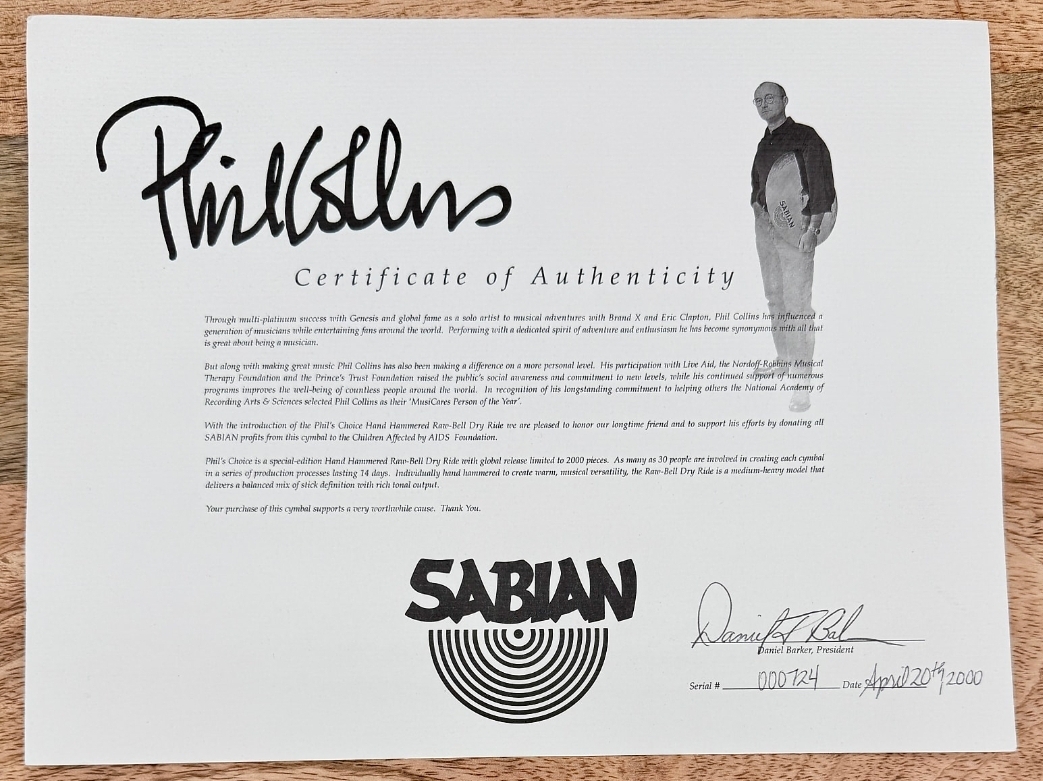 Phil Collins
SABIAN
Certificate of Authenticity
Through multi-platinum success with Genesis and global fame as a solo artist to musical adventures with Brand X and Eric Clapton, Phil Collins has influenced a
generation of musicians while entertaining fans around the world. Performing with a dedicated spirit of adventure and enthusiasm he has become synonymous with all that
is great about being a musician.
But along with making great music Phil Collins has also been making a difference on a more personal level. His participation with Live Aid, the Nordoff-Robbins Musical
Therapy Foundation and the Prince's Trust Foundation raised the public's social awareness and commitment to new levels, while his continued support of numerous
programs improves the well-being of countless people around the world. In recognition of his longstanding commitment to helping others the National Academy of
Recording Arts & Sciences selected Phil Collins as their 'MusiCares Person of the Year'.
With the introduction of the Phil's Choice Hand Hammered Raw-Bell Dry Ride we are pleased to honor our longtime friend and to support his efforts by donating all
SABIAN profits from this cymbal to the Children Affected by AIDS Foundation.
Phil's Choice is a special-edition Hand Hammered Raw-Bell Dry Ride with global release limited to 2000 pieces. As many as 30 people are involved in creating each cymbal
in a series of production processes lasting 14 days. Individually hand hammered to create warm, musical versatility, the Raw-Bell Dry Ride is a medium-heavy model that
delivers a balanced mix of stick definition with rich tonal output.
Your purchase of this cymbal supports a very worthwhile cause. Thank You.
SABIAN
Daniel Barker, President
Serial # 000724 Date April 20th, 2000